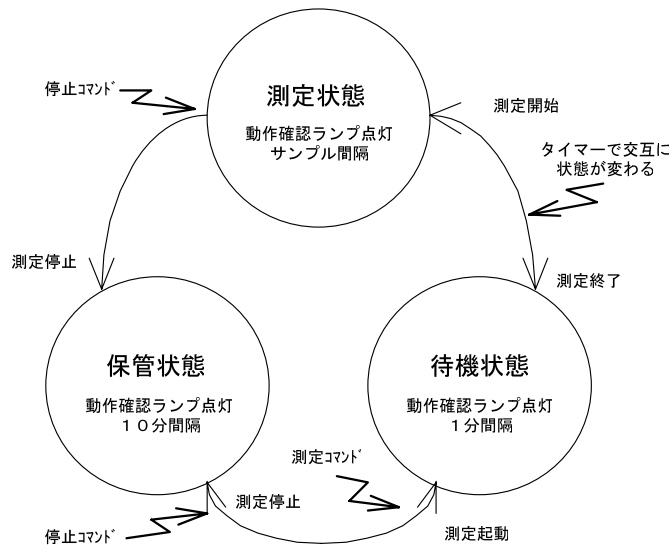 停止ｺﾏﾝﾄﾞ
測定状態
動作確認ランプ点灯
サンプル間隔
測定開始
タイマーで交互に
状態が変わる
測定停止
測定終了
保管状態
動作確認ランプ点灯
１０分間隔
待機状態
動作確認ランプ点灯
１分間隔
測定ｺﾏﾝﾄﾞ
測定停止
停止ｺﾏﾝﾄﾞ
測定起動